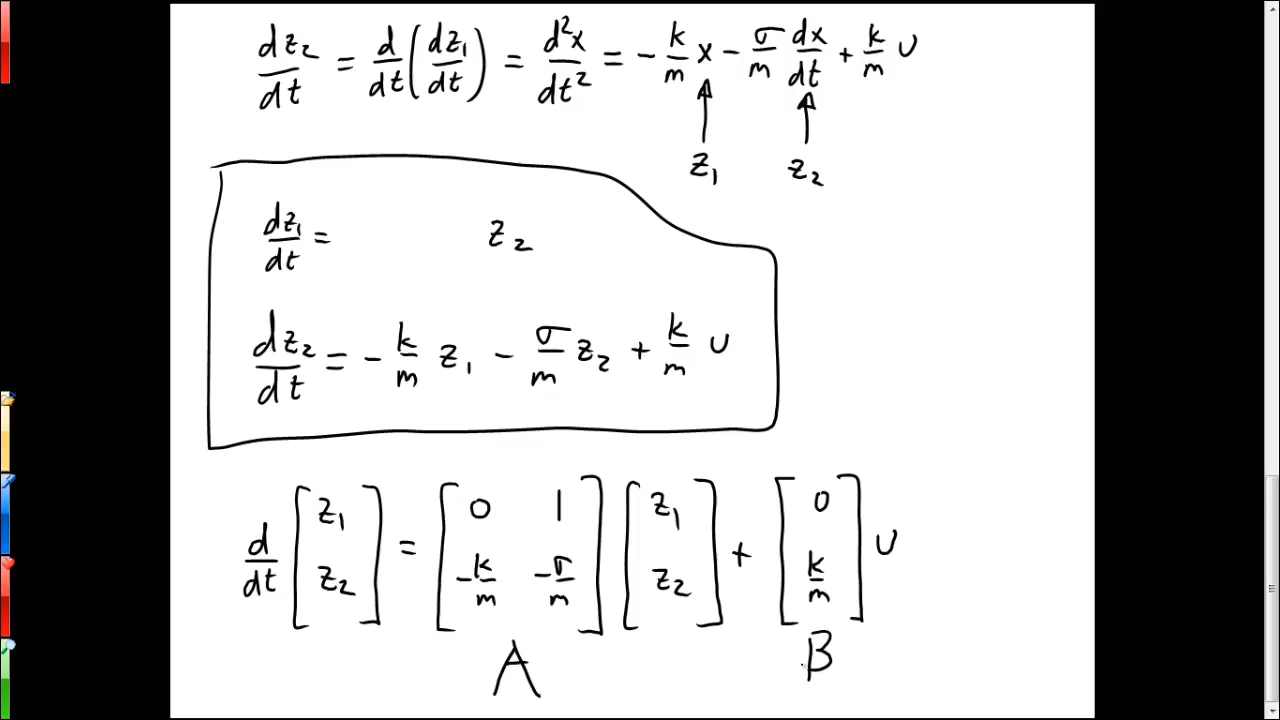 dz₂/dt = d/dt(dz₁/dt) = d²x/dt² = - k/m x - σ/m dx/dt + k/m u
z₁ z₂
dz₁/dt = z₂
dz₂/dt = - k/m z₁ - σ/m z₂ + k/m u
d/dt [z₁; z₂] = [0 1; -k/m -σ/m] [z₁; z₂] + [0; k/m] u
A B